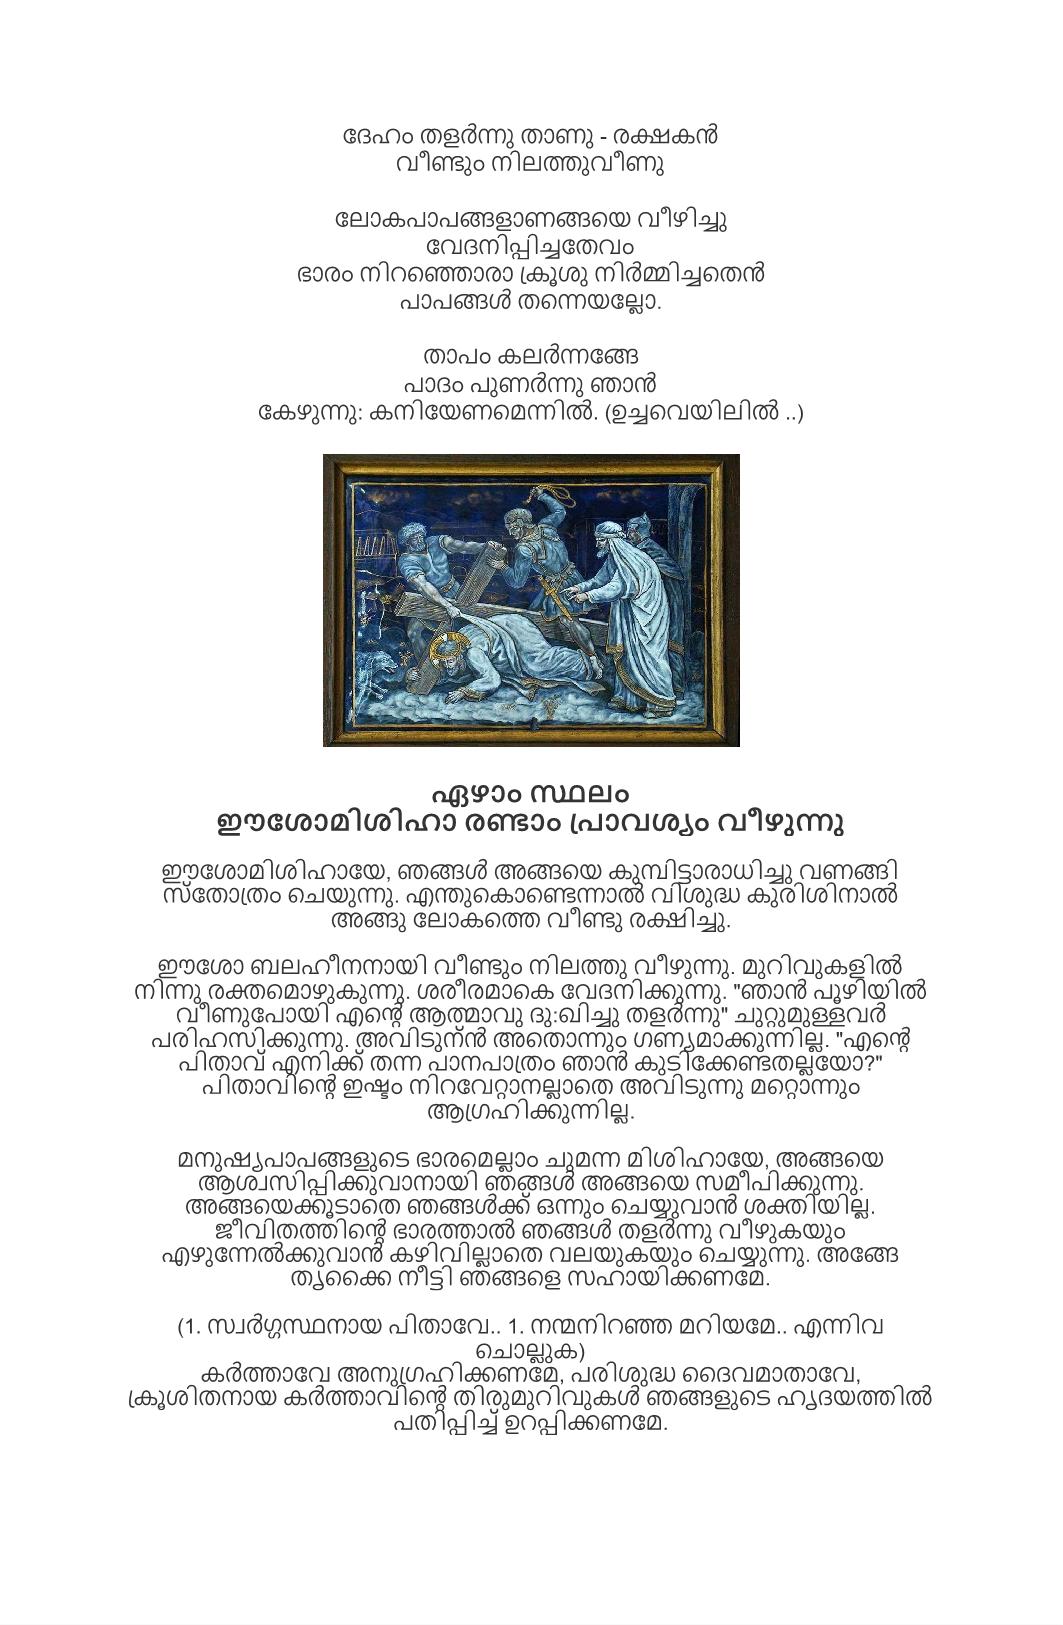 ദേഹം തളർന്നു താണു - രക്ഷകൻ
വീണ്ടും നിലത്തുവീണു
ലോകപാപങ്ങളാണങ്ങയെ വീഴിച്ചു
വേദനിപ്പിച്ചതേവം
ഭാരം നിറഞ്ഞൊരാ ക്രൂശു നിർമ്മിച്ചതെൻ
പാപങ്ങൾ തന്നെയല്ലോ.
താപം കലർന്നങ്ങേ
പാദം പുണർന്നു ഞാൻ
കേഴുന്നു: കനിയേണമെന്നിൽ. (ഉച്ചവെയിലിൽ ..)
ഏഴാം സ്ഥലം
ഈശോമിശിഹാ രണ്ടാം പ്രാവശ്യം വീഴുന്നു
ഈശോമിശിഹായേ, ഞങ്ങൾ അങ്ങയെ കുമ്പിട്ടാരാധിച്ചു വണങ്ങി
സ്തോത്രം ചെയുന്നു. എന്തുകൊണ്ടെന്നാൽ വിശുദ്ധ കുരിശിനാൽ
അങ്ങു ലോകത്തെ വീണ്ടു രക്ഷിച്ചു.
ഈശോ ബലഹീനനായി വീണ്ടും നിലത്തു വീഴുന്നു. മുറിവുകളിൽ
നിന്നു രക്തമൊഴുകുന്നു. ശരീരമാകെ വേദനിക്കുന്നു. "ഞാൻ പൂഴിയിൽ
വീണുപോയി എന്റെ ആത്മാവു ദു:ഖിച്ചു തളർന്നു" ചുറ്റുമുള്ളവർ
പരിഹസിക്കുന്നു. അവിടുന്ന് അതൊന്നും ഗണ്യമാക്കുന്നില്ല. "എന്റെ
പിതാവ് എനിക്ക് തന്ന പാനപാത്രം ഞാൻ കുടിക്കേണ്ടതല്ലയോ?"
പിതാവിന്റെ ഇഷ്ടം നിറവേറ്റാനല്ലാതെ അവിടുന്നു മറ്റൊന്നും
ആഗ്രഹിക്കുന്നില്ല.
മനുഷ്യപാപങ്ങളുടെ ഭാരമെല്ലാം ചുമന്ന മിശിഹായേ, അങ്ങയെ
ആശ്വസിപ്പിക്കുവാനായി ഞങ്ങൾ അങ്ങയെ സമീപിക്കുന്നു.
അങ്ങയെക്കൂടാതെ ഞങ്ങൾക്ക് ഒന്നും ചെയ്യുവാൻ ശക്തിയില്ല.
ജീവിതത്തിന്റെ ഭാരത്താൽ ഞങ്ങൾ തളർന്നു വീഴുകയും
എഴുന്നേൽക്കുവാൻ കഴിവില്ലാതെ വലയുകയും ചെയ്യുന്നു. അങ്ങേ
തൃക്കൈ നീട്ടി ഞങ്ങളെ സഹായിക്കണമേ.
(1. സ്വർഗ്ഗസ്ഥനായ പിതാവേ.. 1. നന്മനിറഞ്ഞ മറിയമേ.. എന്നിവ
ചൊല്ലുക)
കർത്താവേ അനുഗ്രഹിക്കണമേ, പരിശുദ്ധ ദൈവമാതാവേ,
ക്രൂശിതനായ കർത്താവിന്റെ തിരുമുറിവുകൾ ഞങ്ങളുടെ ഹൃദയത്തിൽ
പതിപ്പിച്ച് ഉറപ്പിക്കണമേ.